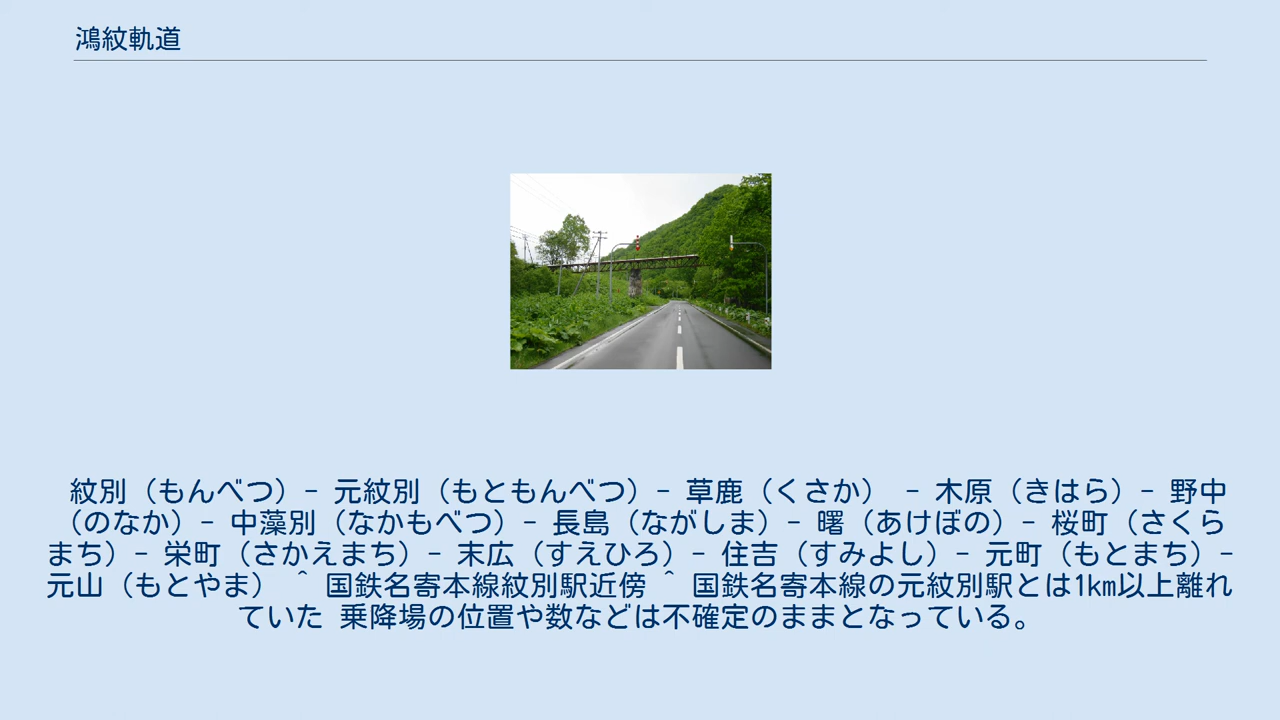 鴻紋軌道
紋別（もんべつ）- 元紋別（もともんべつ）- 草鹿（くさか） - 木原（きはら）- 野中
（のなか）- 中藻別（なかもべつ）- 長島（ながしま）- 曙（あけぼの）- 桜町（さくら
まち）- 栄町（さかえまち）- 末広（すえひろ）- 住吉（すみよし）- 元町（もとまち）-
元山（もとやま） ^ 国鉄名寄本線紋別駅近傍 ^ 国鉄名寄本線の元紋別駅とは1km以上離れ
ていた 乗降場の位置や数などは不確定のままとなっている。